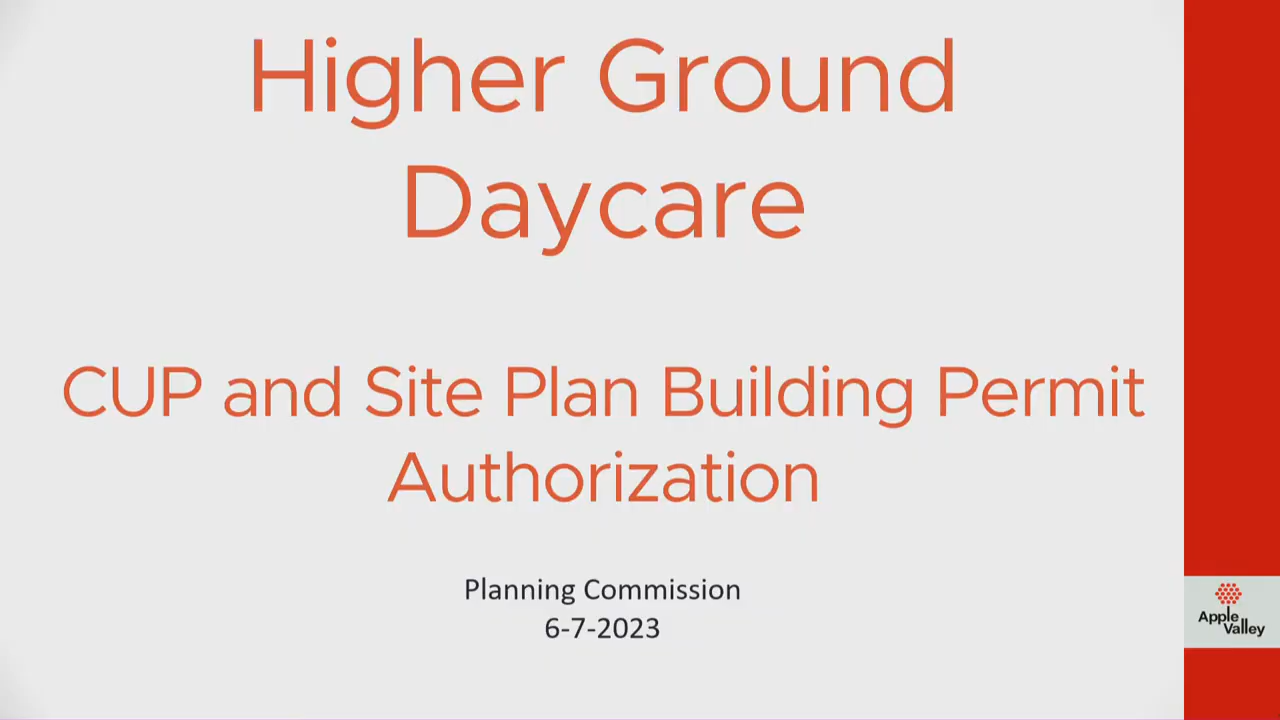 Higher Ground
Daycare
CUP and Site Plan Building Permit
Authorization
Planning Commission
6-7-2023
Apple
Valley